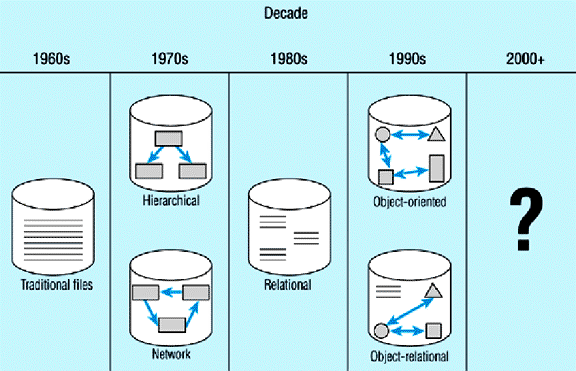 Decade
1960s 1970s 1980s 1990s 2000+
Hierarchical Object-oriented
Traditional files Relational
?
Network Object-relational